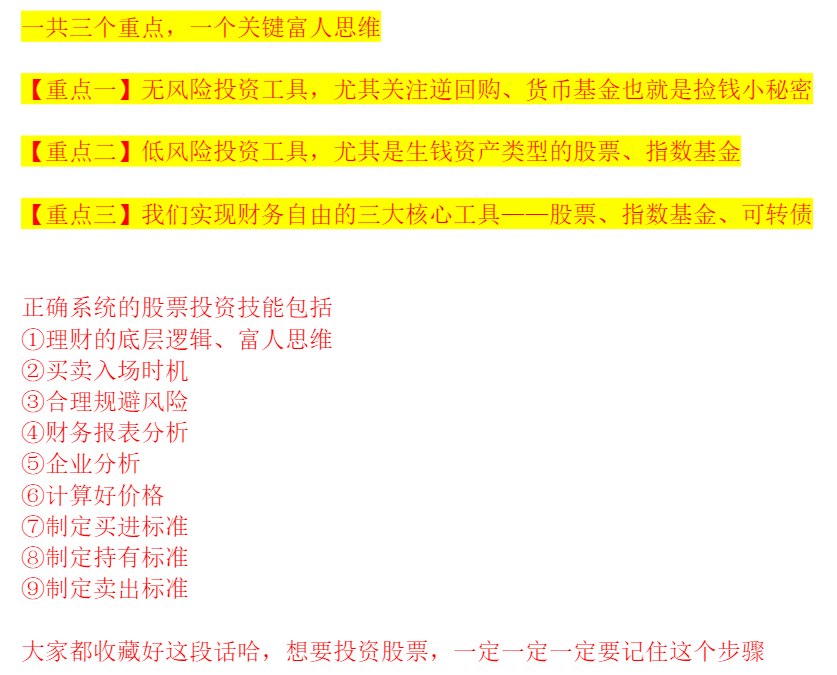 一共三个重点，一个关键富人思维
【重点一】无风险投资工具，尤其关注逆回购、货币基金也就是捡钱小秘密
【重点二】低风险投资工具，尤其是生钱资产类型的股票、指数基金
【重点三】我们实现财务自由的三大核心工具——股票、指数基金、可转债
正确系统的股票投资技能包括
①理财的底层逻辑、富人思维
②买卖入场时机
③合理规避风险
④财务报表分析
⑤企业分析
⑥计算好价格
⑦制定买进标准
⑧制定持有标准
⑨制定卖出标准
大家都收藏好这段话哈，想要投资股票，一定一定一定要记住这个步骤